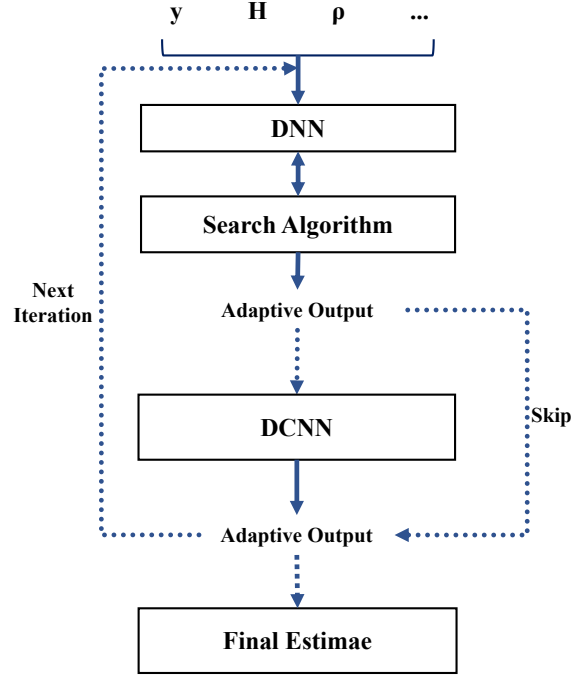 y H ρ ...
DNN
Search Algorithm
Next
Iteration
Adaptive Output
DCNN
Skip
Adaptive Output
Final Estimae